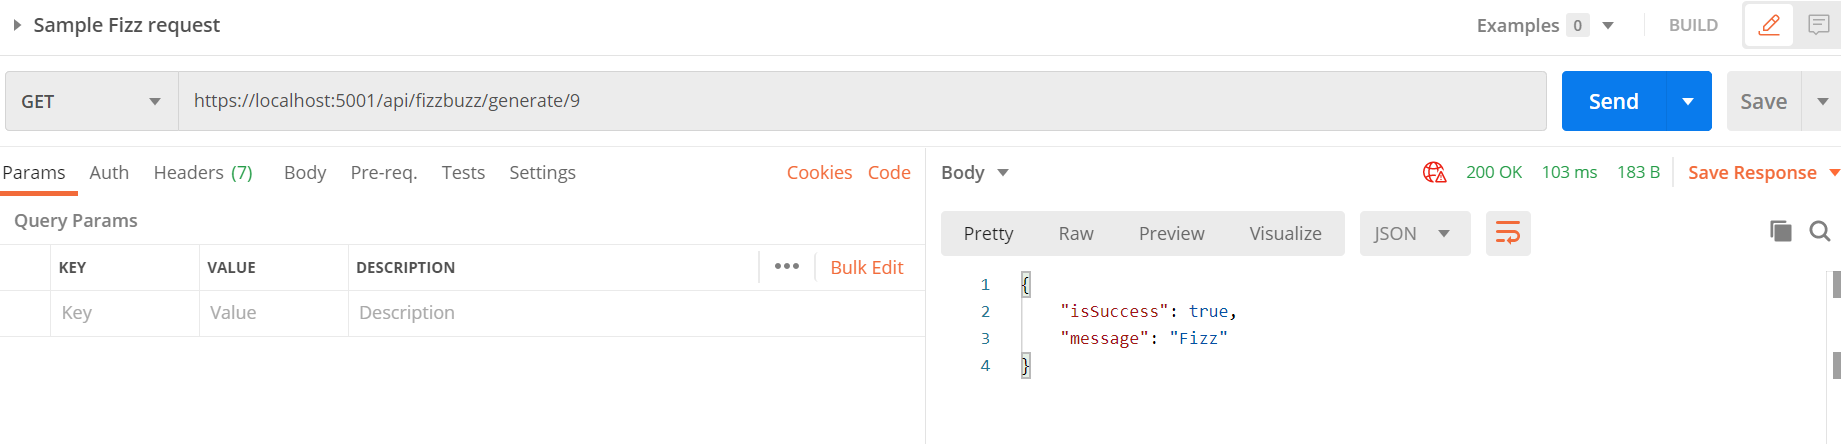 Sample Fizz request
Examples 0 BUILD
GET https://localhost:5001/api/fizzbuzz/generate/9 Send Save
Params Auth Headers (7) Body Pre-req. Tests Settings Cookies Code
Query Params
KEY VALUE DESCRIPTION ••• Bulk Edit
Key Value Description
Body 200 OK 103 ms 183 B Save Response
Pretty Raw Preview Visualize JSON
1 {
2 "isSuccess": true,
3 "message": "Fizz"
4 }